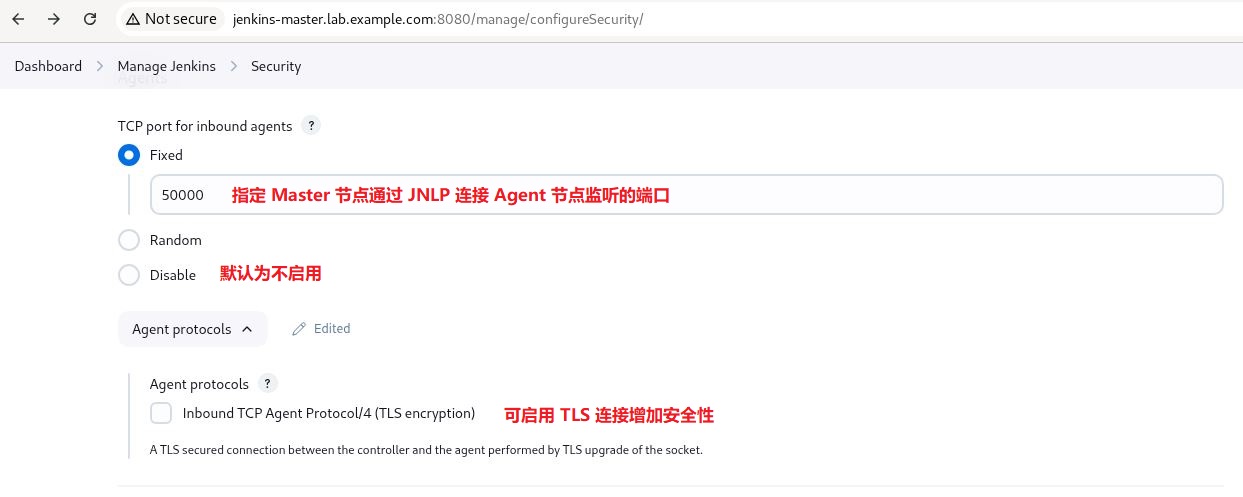 Not secure jenkins-master.lab.example.com:8080/manage/configureSecurity/
Dashboard Manage Jenkins Security
Agents
TCP port for inbound agents ?
Fixed
50000 指定 Master 节点通过 JNLP 连接 Agent 节点监听的端口
Random
Disable 默认为不启用
Agent protocols Edited
Agent protocols ?
Inbound TCP Agent Protocol/4 (TLS encryption) 可启用 TLS 连接增加安全性
A TLS secured connection between the controller and the agent performed by TLS upgrade of the socket.